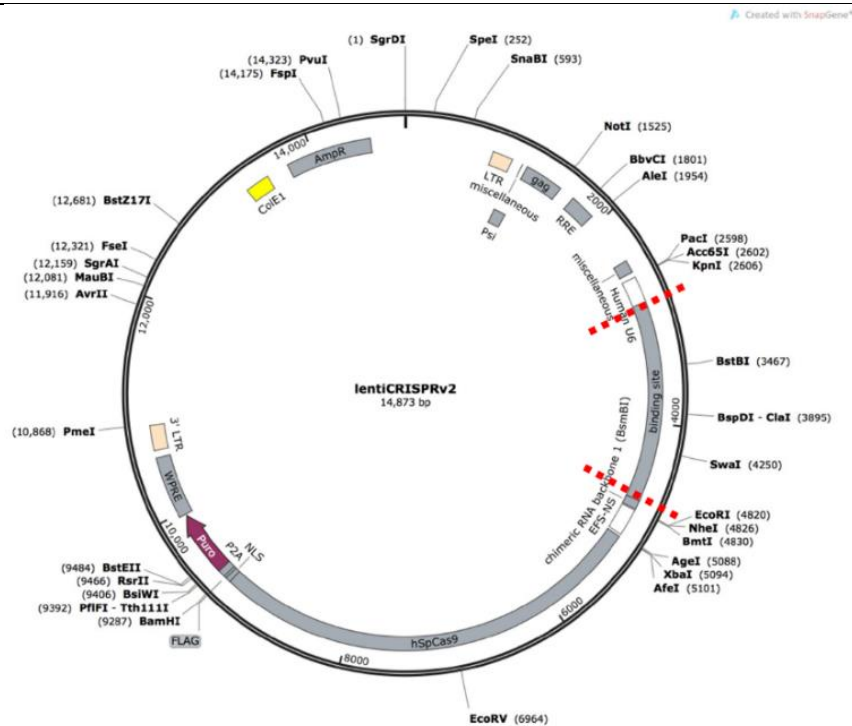 Created with SnapGene®
(1) SgrDI
SpeI (252)
SnaBI (593)
NotI (1525)
BbvCI (1801)
AleI (1954)
PacI (2598)
Acc65I (2602)
KpnI (2606)
BstBI (3467)
BspDI - ClaI (3895)
SwaI (4250)
EcoRI (4820)
NheI (4826)
BmtI (4830)
AgeI (5088)
XbaI (5094)
AfeI (5101)
EcoRV (6964)
(9287) BamHI
(9392) PflFI - Tth111I
(9406) BsiWI
(9466) RsrII
(9484) BstEII
(10,868) PmeI
(11,916) AvrII
(12,081) MauBI
(12,159) SgrAI
(12,321) FseI
(12,681) BstZ17I
(14,175) FspI
(14,323) PvuI
2000
4000
6000
8000
10,000
12,000
14,000
LTR
miscellaneous
Psi
gag
RRE
miscellaneous
Human U6
binding site
chimeric RNA backbone 1 (BsmBI)
EFS-NS
hSpCas9
NLS
P2A
FLAG
Puro
WPRE
3' LTR
ColE1
AmpR
lentiCRISPRv2
14,873 bp